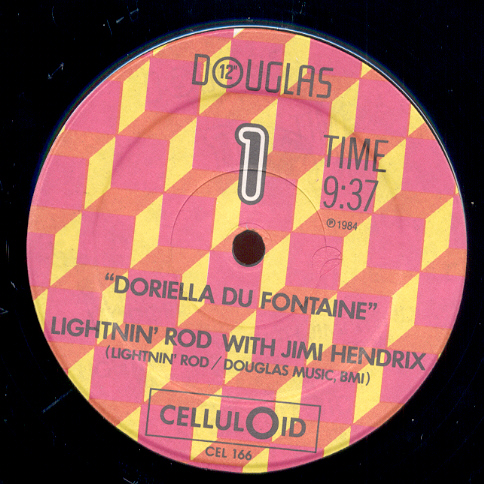 DOUGLAS
12"
1
TIME
9:37
℗ 1984
"DORIELLA DU FONTAINE"
LIGHTNIN' ROD WITH JIMI HENDRIX
(LIGHTNIN' ROD / DOUGLAS MUSIC, BMI)
CELLULOID
CEL 166